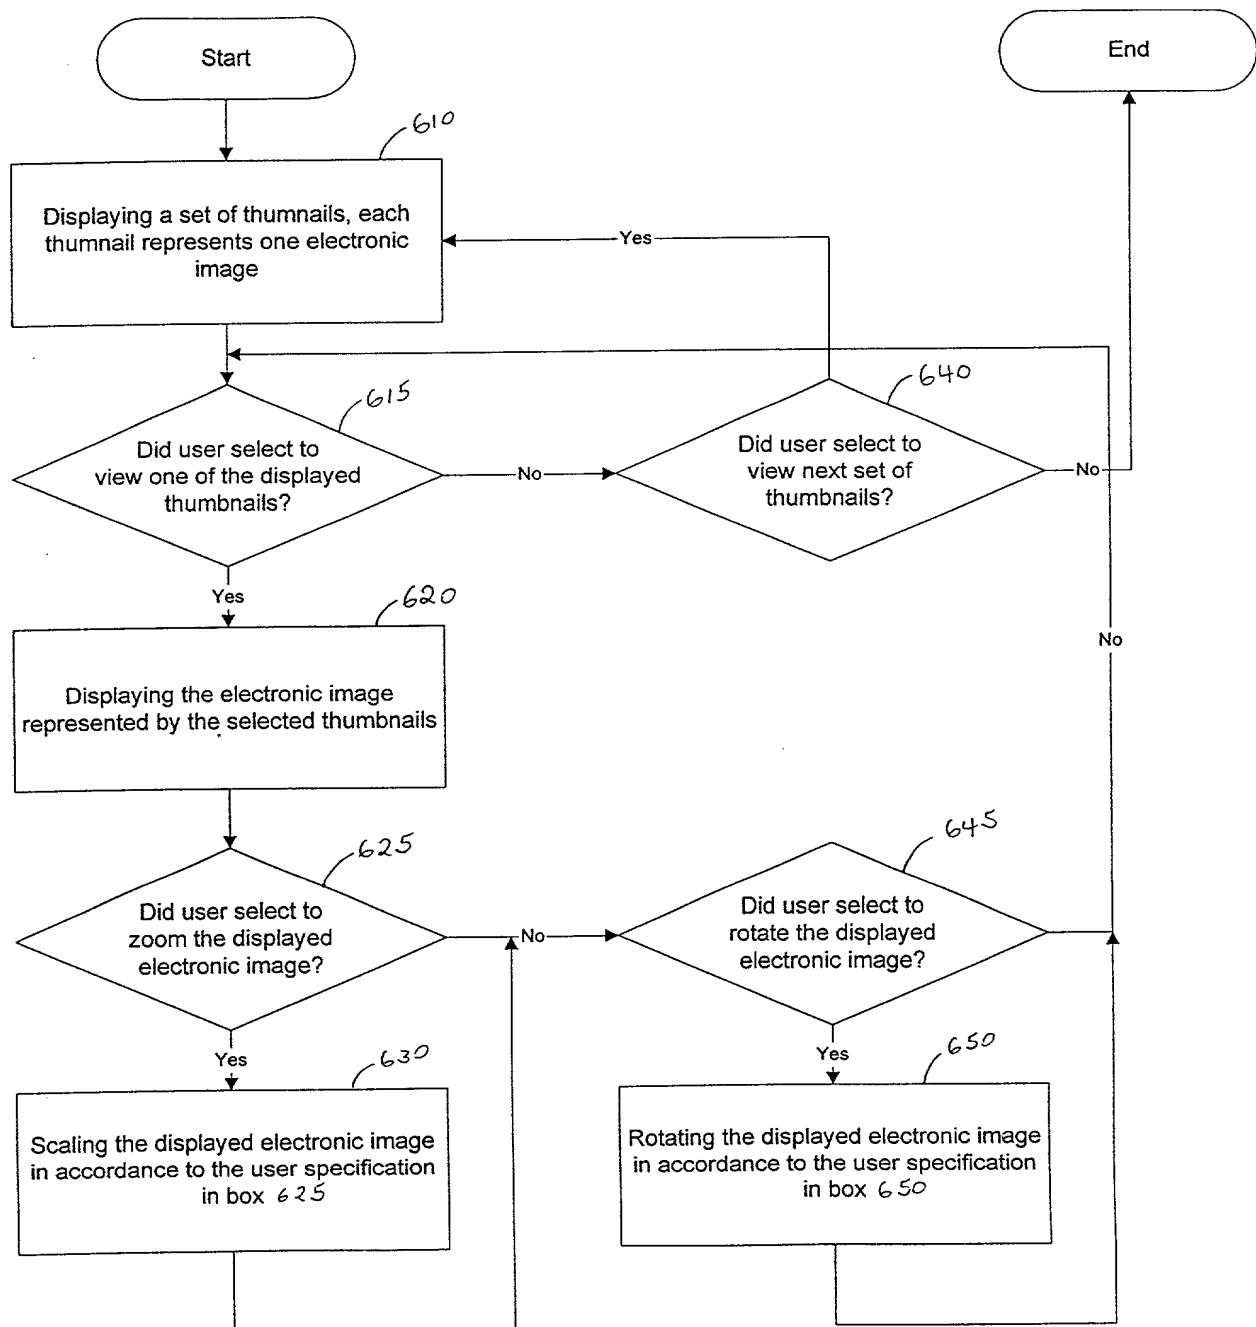 Start
End
610
Displaying a set of thumnails, each
thumnail represents one electronic
image
Yes
615
Did user select to
view one of the displayed
thumbnails?
No
640
Did user select to
view next set of
thumbnails?
No
Yes
620
Displaying the electronic image
represented by the selected thumbnails
No
625
Did user select to
zoom the displayed
electronic image?
No
645
Did user select to
rotate the displayed
electronic image?
Yes
630
Scaling the displayed electronic image
in accordance to the user specification
in box 625
Yes
650
Rotating the displayed electronic image
in accordance to the user specification
in box 650